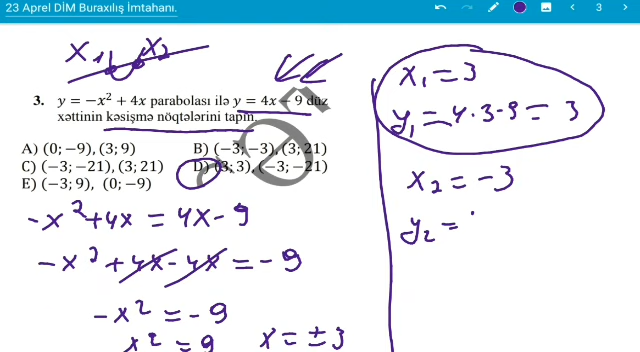 23 Aprel DİM Buraxılış İmtahanı.
3
x₁, x₂
3. y = −x² + 4x parabolası ilə y = 4x − 9 düz
xəttinin kəsişmə nöqtələrini tapın.
A) (0; −9), (3; 9) B) (−3; −3), (3; 21)
C) (−3; −21), (3; 21) D) (3; 3), (−3; −21)
E) (−3; 9), (0; −9)
-x²+4x = 4x-9
-x²+4x-4x = -9
-x² = -9
x² = 9 x = ±3
x₁ = 3
y₁ = 4·3-9 = 3
x₂ = -3
y₂ =